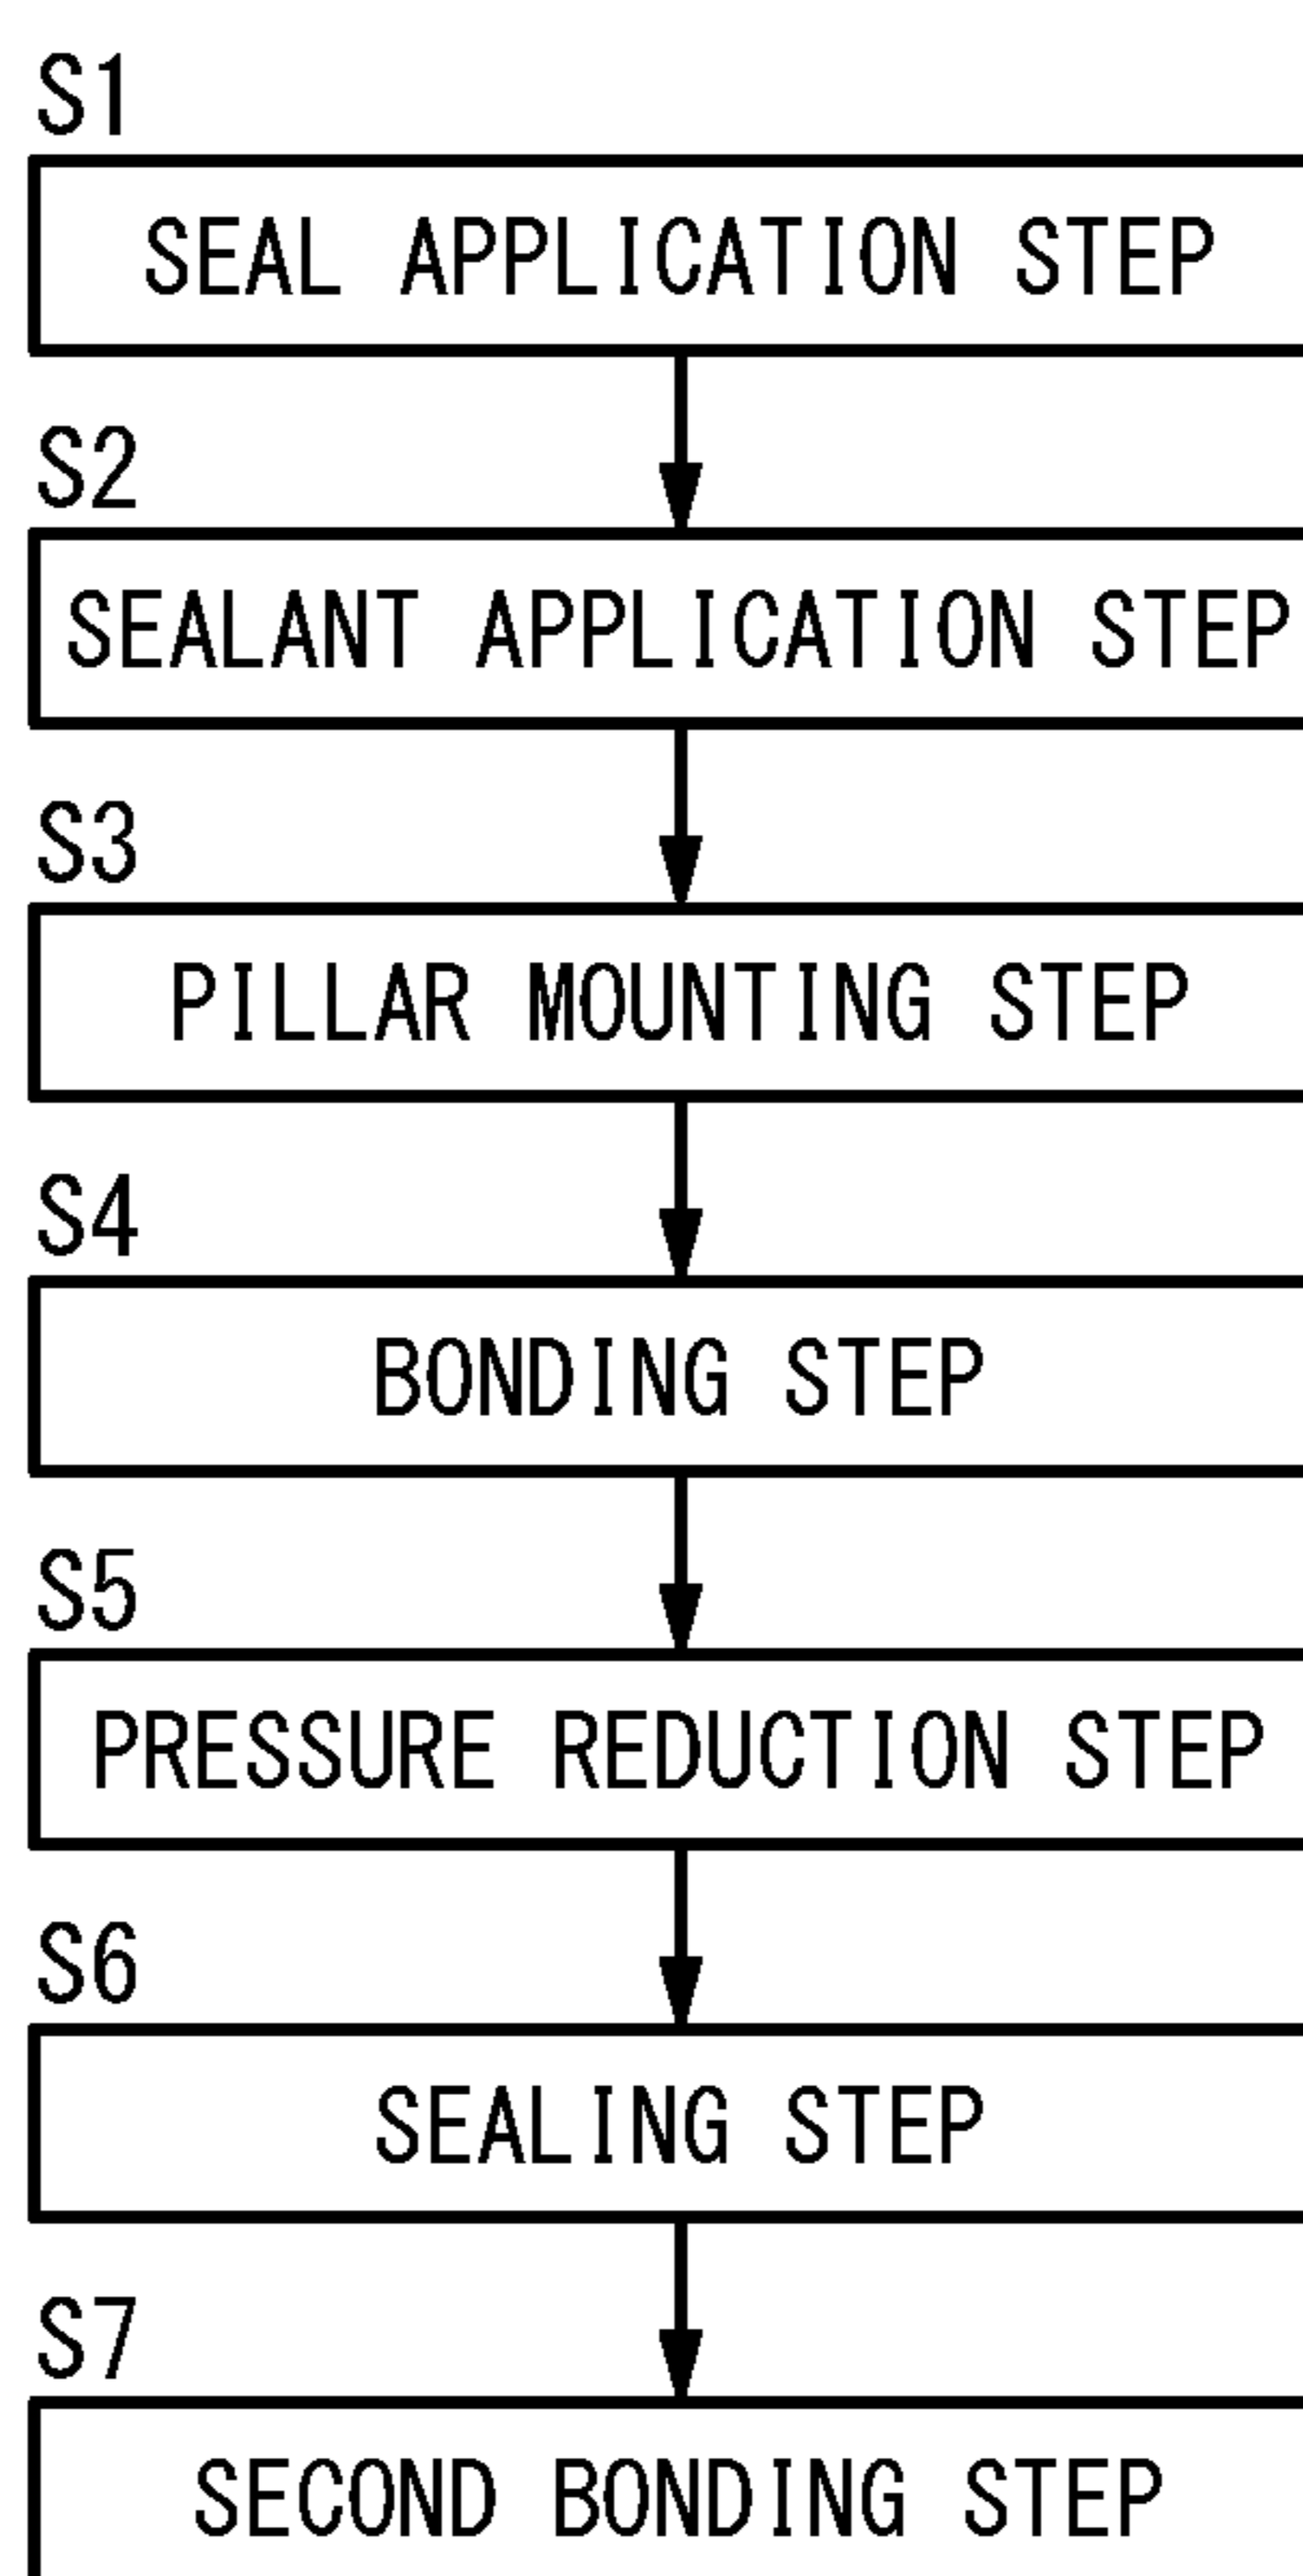 S1
SEAL APPLICATION STEP
S2
SEALANT APPLICATION STEP
S3
PILLAR MOUNTING STEP
S4
BONDING STEP
S5
PRESSURE REDUCTION STEP
S6
SEALING STEP
S7
SECOND BONDING STEP